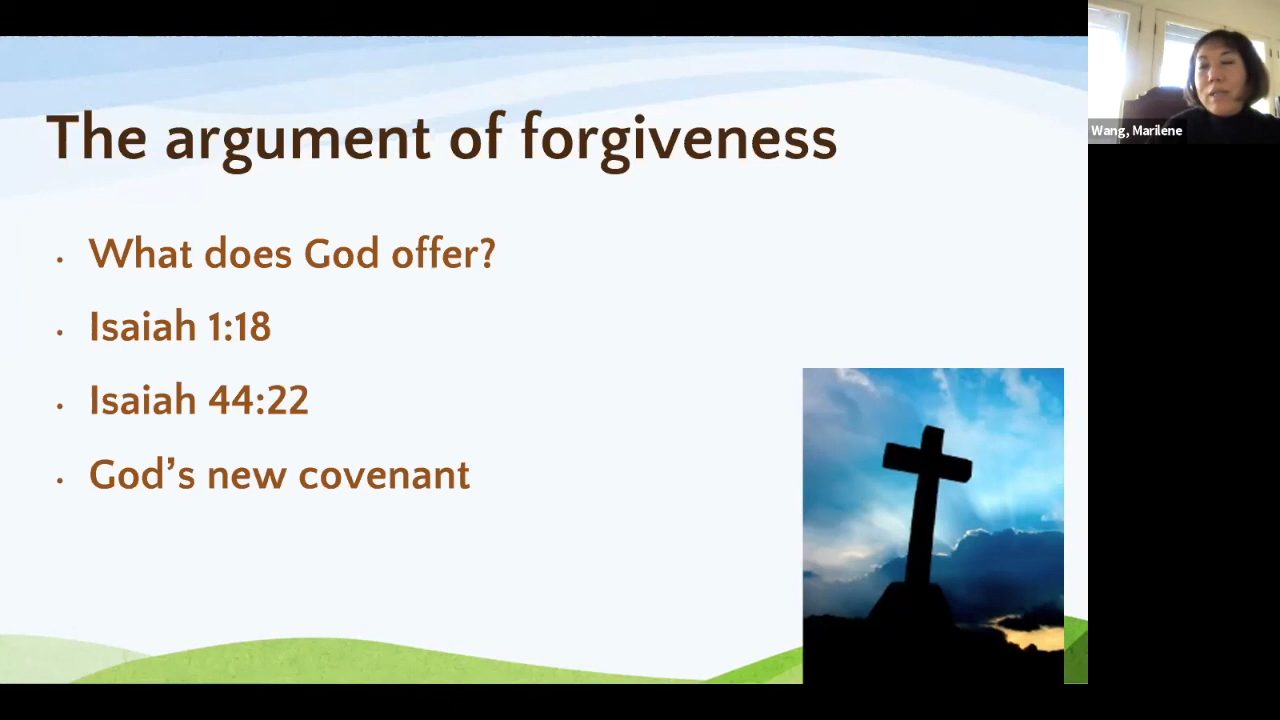 The argument of forgiveness
· What does God offer?
· Isaiah 1:18
· Isaiah 44:22
· God’s new covenant
Wang, Marilene